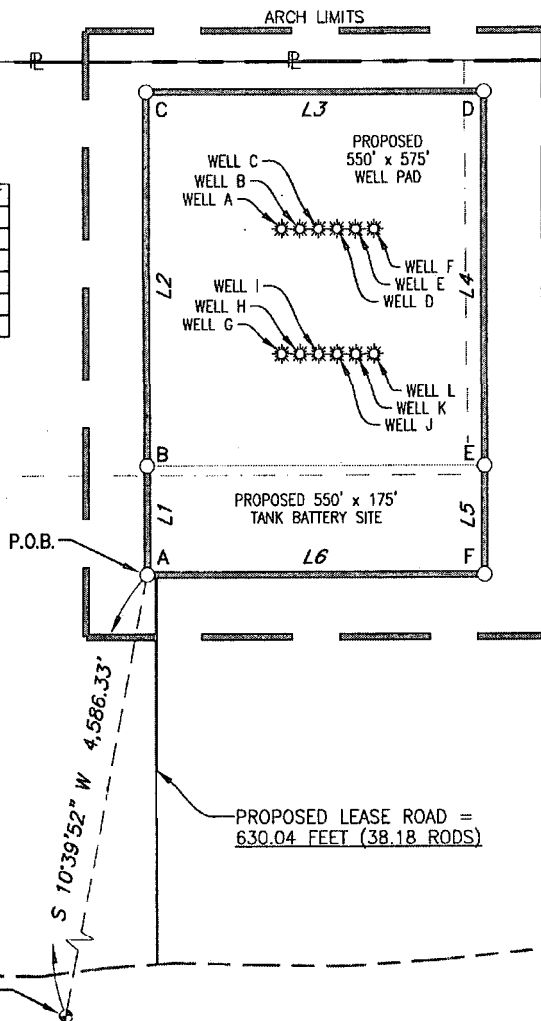 ARCH LIMITS
PL
PL
C
L3
D
PROPOSED
550' x 575'
WELL PAD
WELL C
WELL B
WELL A
WELL F
WELL E
WELL D
L2
L4
WELL I
WELL H
WELL G
WELL L
WELL K
WELL J
B
E
PROPOSED 550' x 175'
TANK BATTERY SITE
L1
L5
P.O.B.
A
L6
F
S 10°39'52" W 4,586.33'
PROPOSED LEASE ROAD =
630.04 FEET (38.18 RODS)